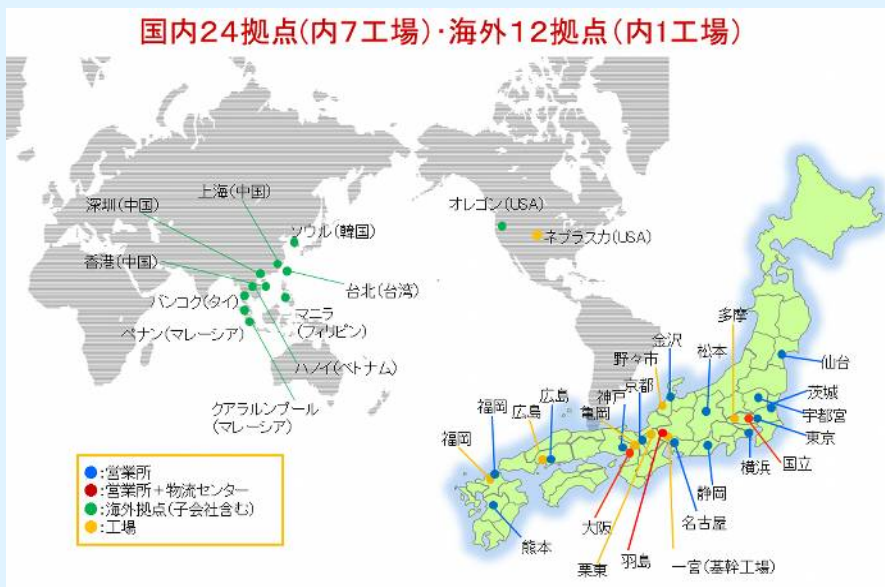 国内24拠点(内7工場)･海外12拠点(内1工場)
上海(中国)
深圳(中国)
ソウル(韓国)
香港(中国)
台北(台湾)
バンコク(タイ)
マニラ
(フィリピン)
ペナン(マレーシア)
ハノイ(ベトナム)
クアラルンプール
(マレーシア)
オレゴン(USA)
ネブラスカ(USA)
多摩
金沢
野々市
松本
仙台
京都
神戸
亀岡
広島
広島
福岡
福岡
茨城
宇都宮
東京
国立
横浜
静岡
名古屋
大阪
羽島
栗東
一宮(基幹工場)
熊本
●:営業所
●:営業所+物流センター
●:海外拠点(子会社含む)
●:工場